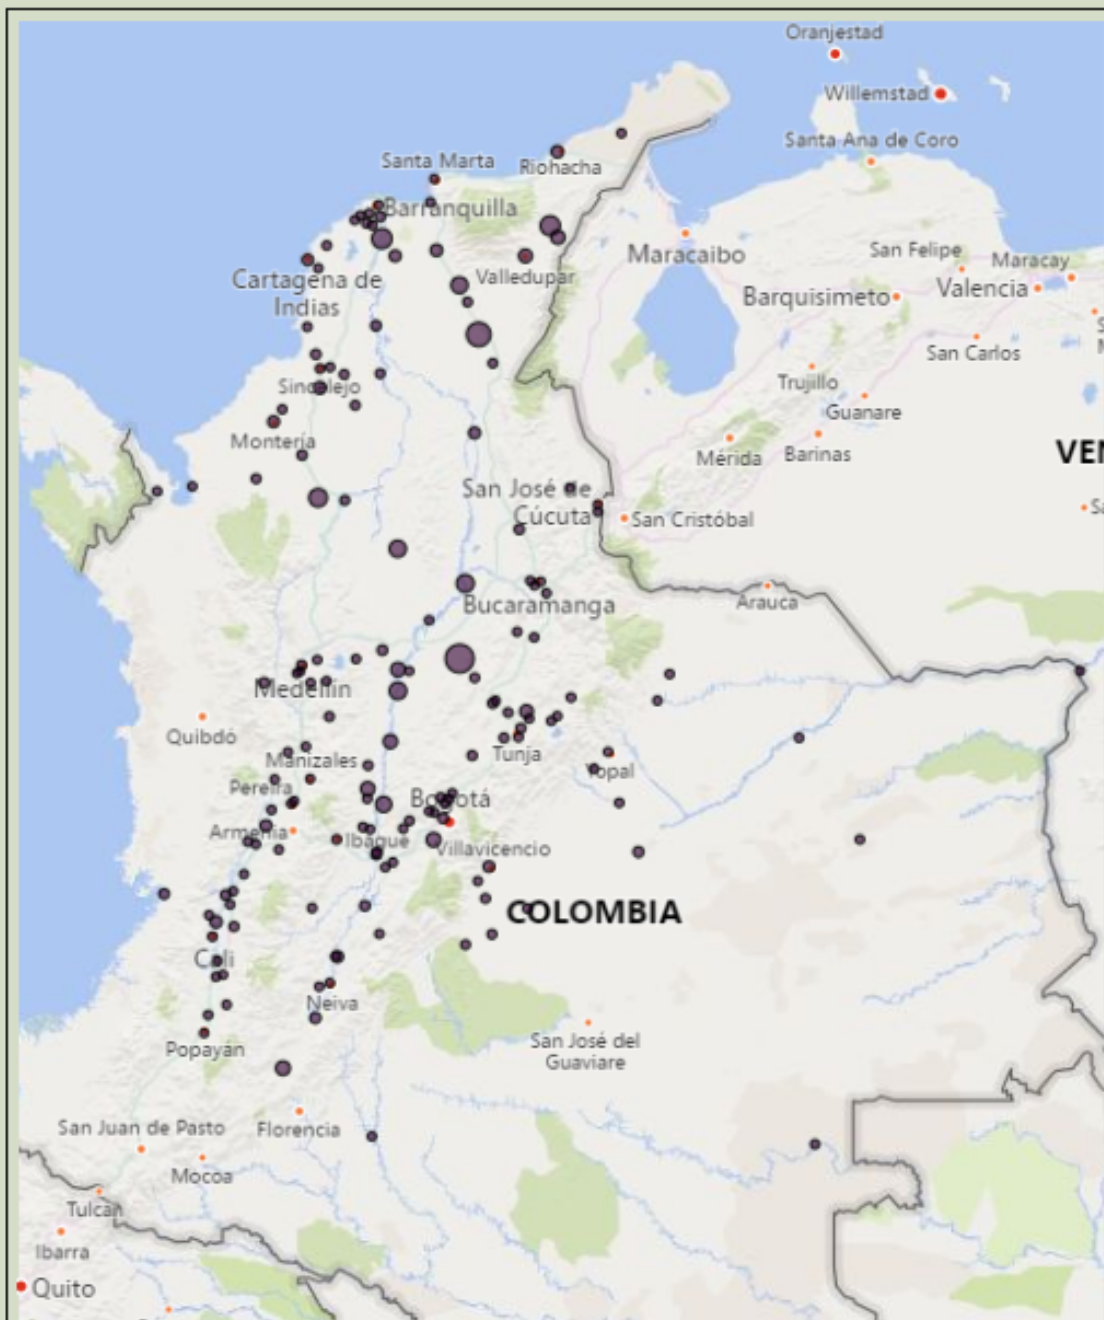 Oranjestad
Willemstad
Santa Ana de Coro
Santa Marta
Riohacha
Barranquilla
Maracaibo
San Felipe
Maracay
Valledupar
Cartagena de
Indias
Barquisimeto
Valencia
San Carlos
Trujillo
Sincelejo
Guanare
Montería
Mérida
Barinas
VEN
San José de
Cúcuta
San Cristóbal
Sa
Bucaramanga
Arauca
Medellín
Quibdó
Manizales
Tunja
Yopal
Pereira
Bogotá
Armenia
Ibagué
Villavicencio
COLOMBIA
Cali
Neiva
San José del
Guaviare
Popayán
San Juan de Pasto
Florencia
Mocoa
Tulcán
Ibarra
Quito